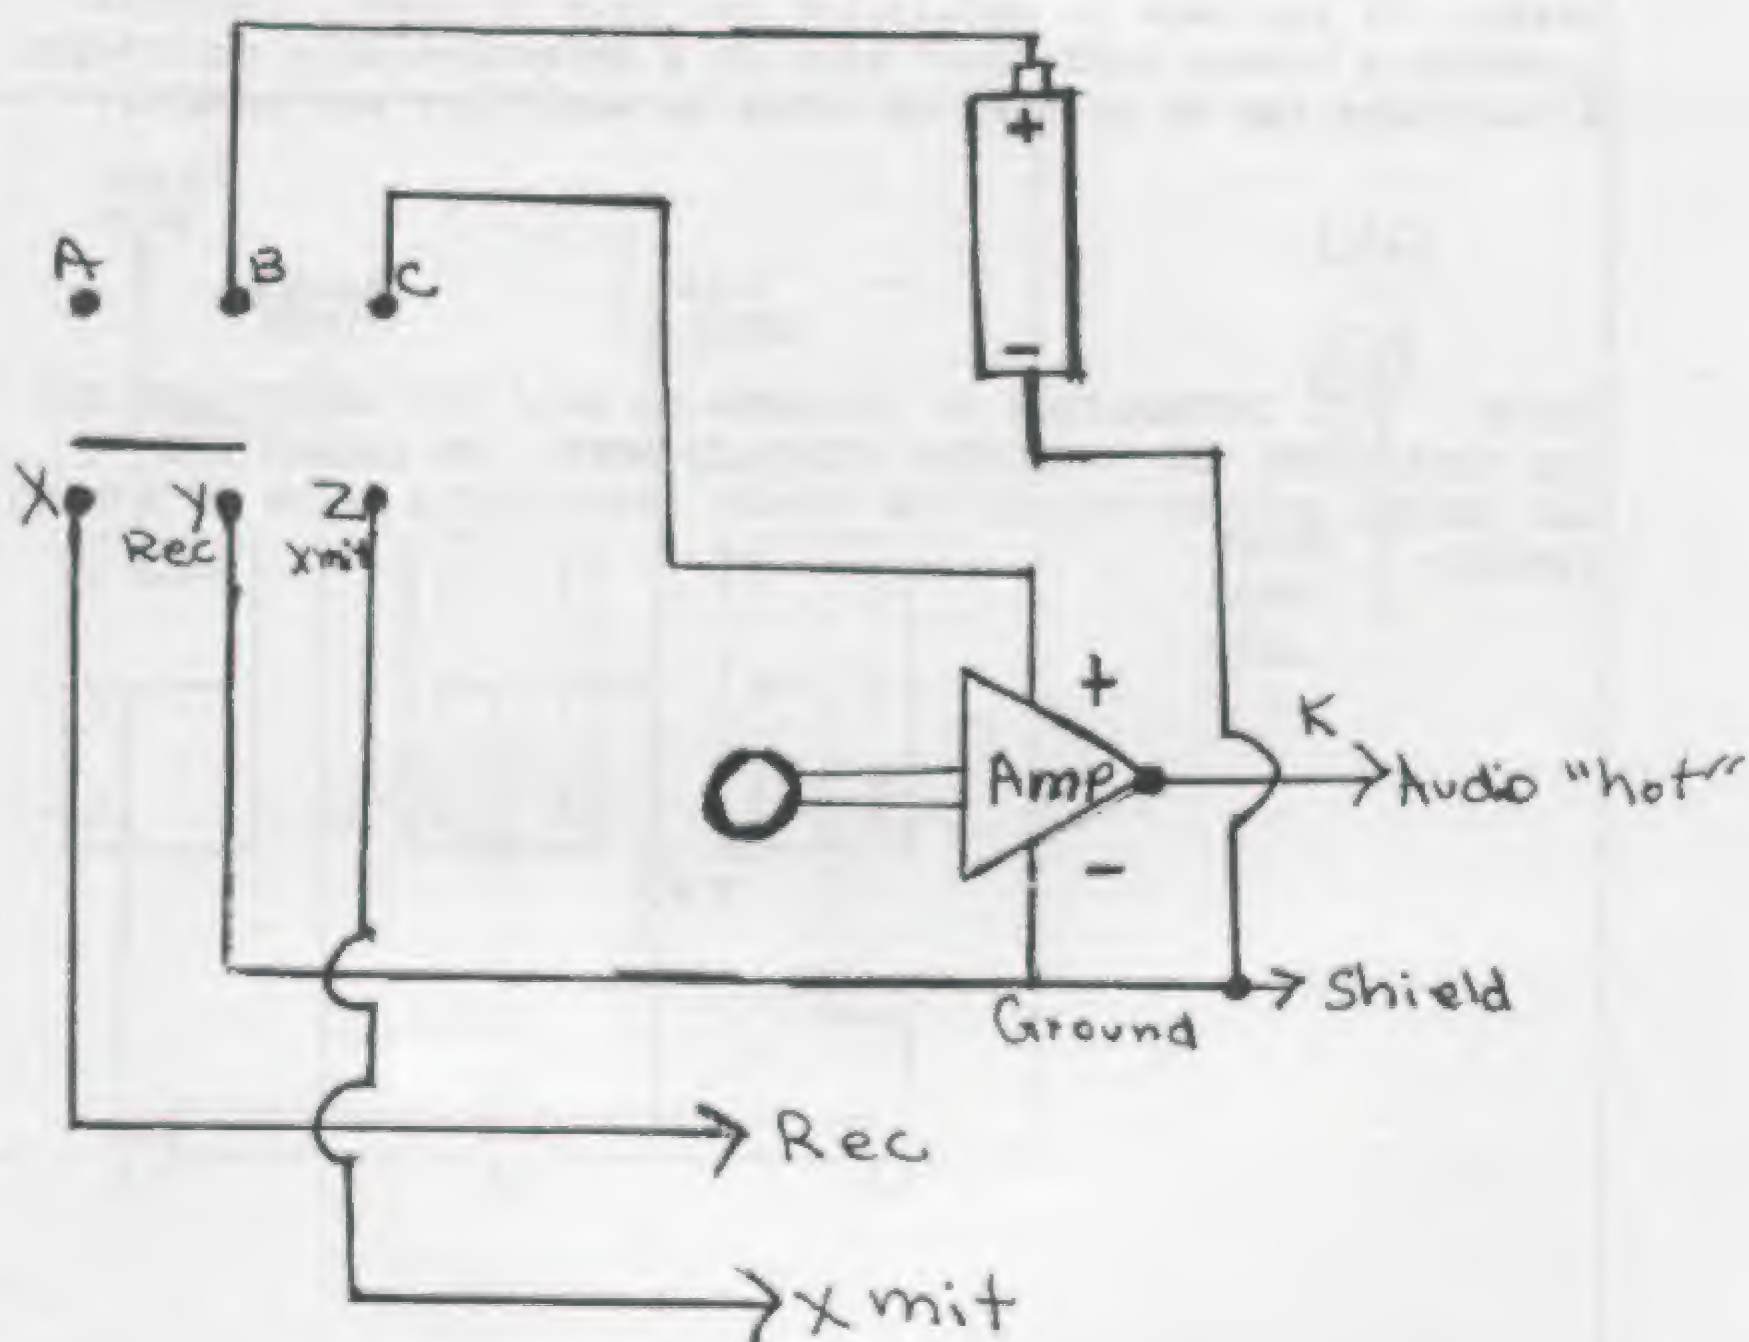 +
A
B
C
-
X
Y
Z
Rec
Xmit
+
K
Amp
Audio "hot"
-
Shield
Ground
Rec
Xmit